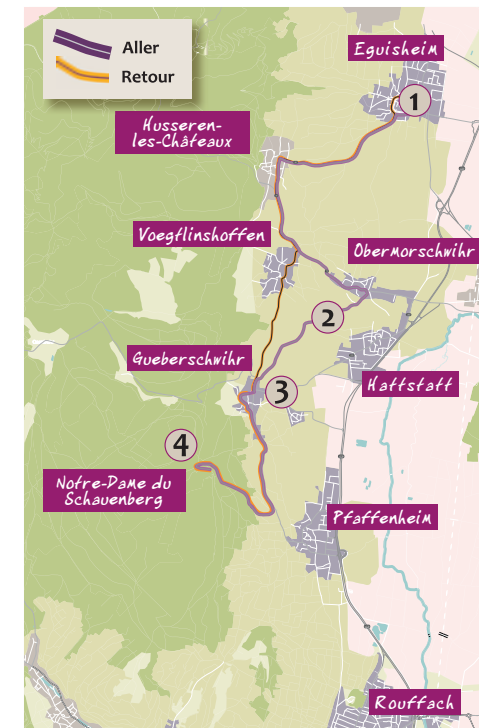 Aller
Retour
Eguisheim
1
Husseren-
les-Châteaux
Voegtlinshoffen
Obermorschwihr
2
Gueberschwihr
Hattstatt
3
4
Notre-Dame du
Schauenberg
Pfaffenheim
Rouffach